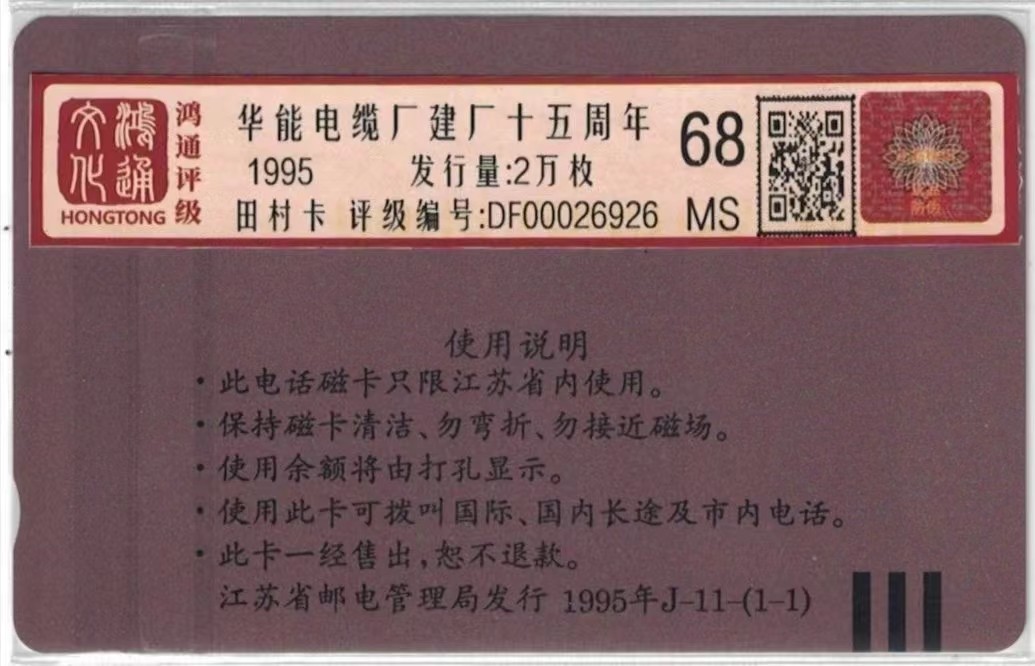 鸿通文化
HONGTONG
鸿通评级
华能电缆厂建厂十五周年
1995 发行量:2万枚
田村卡 评级编号:DF00026926
68
MS
使用说明
·此电话磁卡只限江苏省内使用。
·保持磁卡清洁、勿弯折、勿接近磁场。
·使用余额将由打孔显示。
·使用此卡可拨叫国际、国内长途及市内电话。
·此卡一经售出,恕不退款。
江苏省邮电管理局发行 1995年J-11-(1-1)